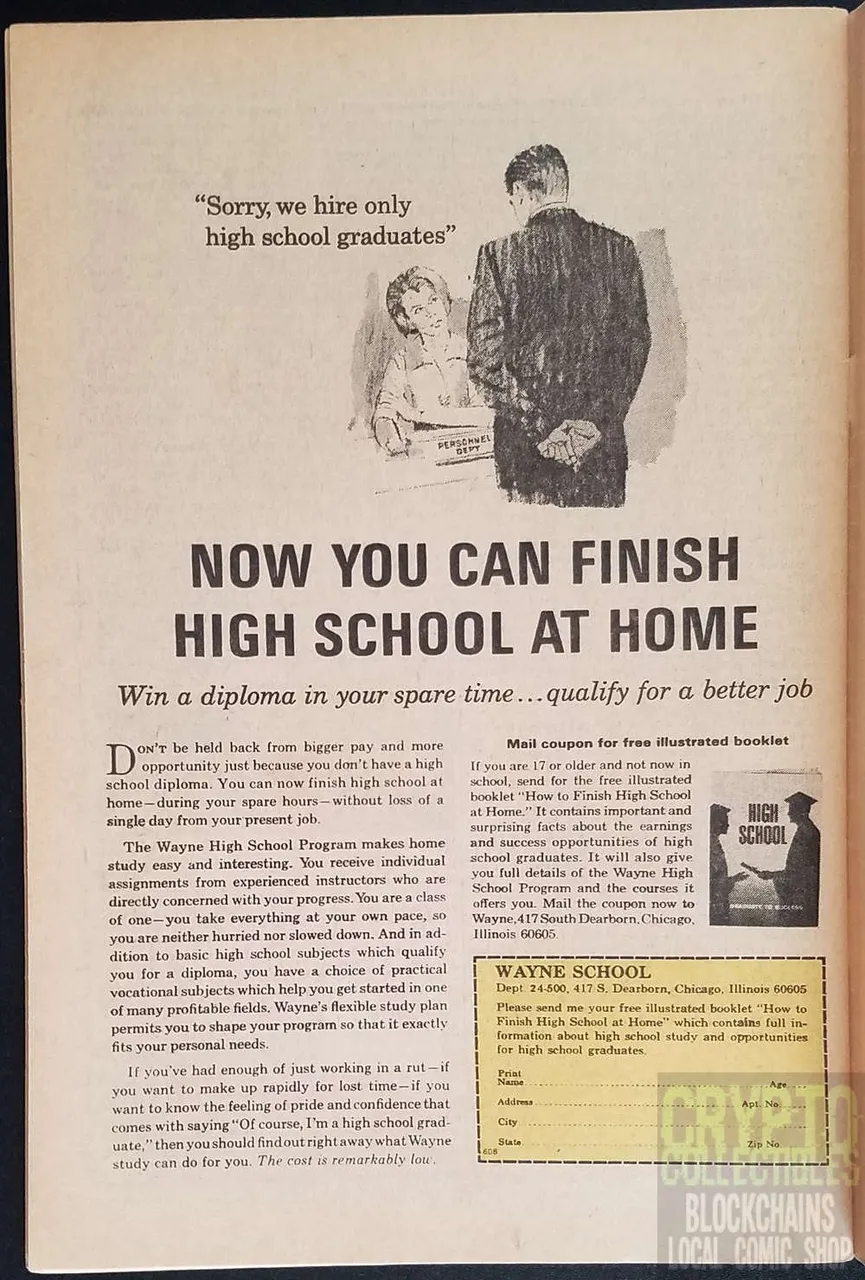 “Sorry, we hire only
high school graduates”
PERSONNEL
DEPT
NOW YOU CAN FINISH
HIGH SCHOOL AT HOME
Win a diploma in your spare time...qualify for a better job
DON’T be held back from bigger pay and more
opportunity just because you don’t have a high
school diploma. You can now finish high school at
home—during your spare hours—without loss of a
single day from your present job.
The Wayne High School Program makes home
study easy and interesting. You receive individual
assignments from experienced instructors who are
directly concerned with your progress. You are a class
of one—you take everything at your own pace, so
you are neither hurried nor slowed down. And in ad-
dition to basic high school subjects which qualify
you for a diploma, you have a choice of practical
vocational subjects which help you get started in one
of many profitable fields. Wayne’s flexible study plan
permits you to shape your program so that it exactly
fits your personal needs.
If you’ve had enough of just working in a rut—if
you want to make up rapidly for lost time—if you
want to know the feeling of pride and confidence that
comes with saying “Of course, I’m a high school grad-
uate,” then you should find out right away what Wayne
study can do for you. The cost is remarkably low.
Mail coupon for free illustrated booklet
If you are 17 or older and not now in
school, send for the free illustrated
booklet “How to Finish High School
at Home.” It contains important and
surprising facts about the earnings
and success opportunities of high
school graduates. It will also give
you full details of the Wayne High
School Program and the courses it
offers you. Mail the coupon now to
Wayne, 417 South Dearborn, Chicago,
Illinois 60605.
HIGH
SCHOOL
GRADUATE TO SUCCESS
WAYNE SCHOOL
Dept. 24-500, 417 S. Dearborn, Chicago, Illinois 60605
Please send me your free illustrated booklet “How to
Finish High School at Home” which contains full in-
formation about high school study and opportunities
for high school graduates.
Print
Name Age
Address Apt. No.
City
State Zip No.
608
CRYPTO
COLLECTIBLES
BLOCKCHAINS
LOCAL COMIC SHOP